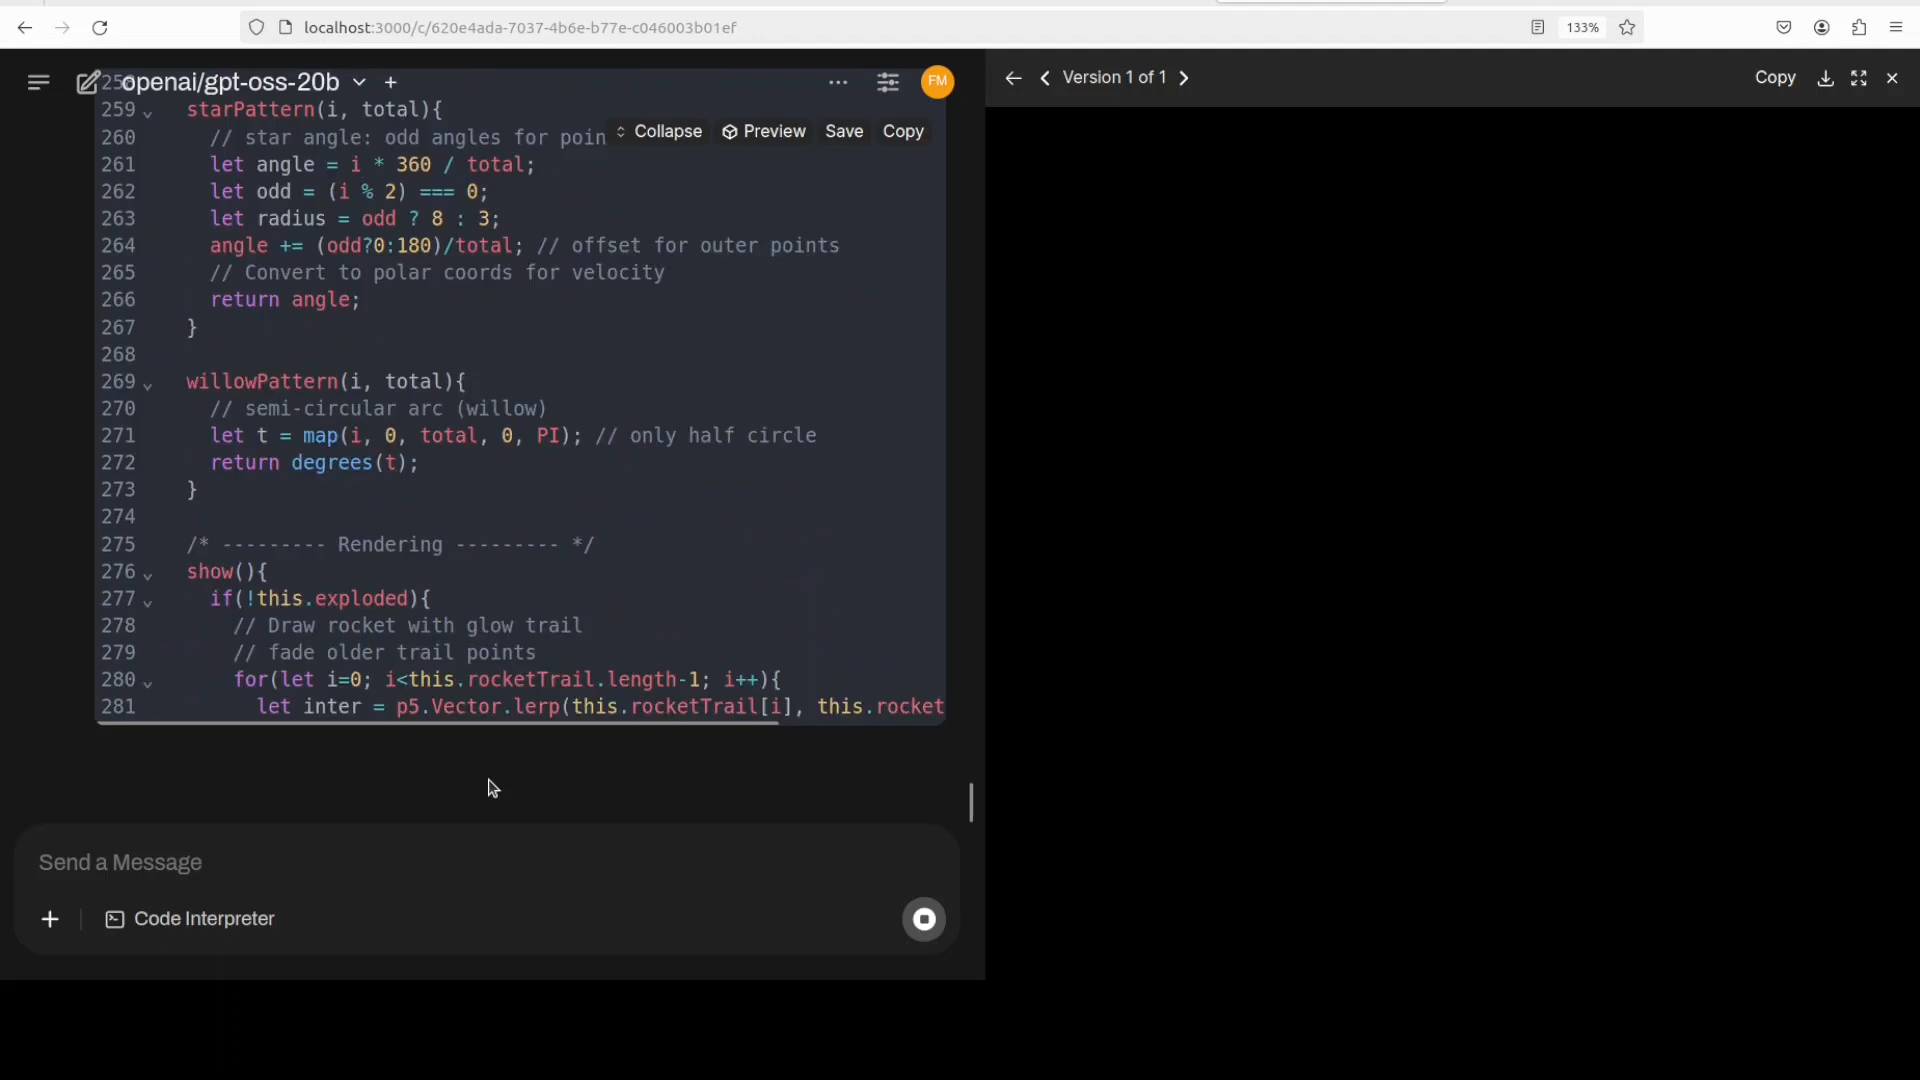 localhost:3000/c/620e4ada-7037-4b6e-b77e-c046003b01ef
133%
openai/gpt-oss-20b
FM
Version 1 of 1
Copy
Collapse Preview Save Copy
259 starPattern(i, total){
260 // star angle: odd angles for poin
261 let angle = i * 360 / total;
262 let odd = (i % 2) === 0;
263 let radius = odd ? 8 : 3;
264 angle += (odd?0:180)/total; // offset for outer points
265 // Convert to polar coords for velocity
266 return angle;
267 }
268
269 willowPattern(i, total){
270 // semi-circular arc (willow)
271 let t = map(i, 0, total, 0, PI); // only half circle
272 return degrees(t);
273 }
274
275 /* --------- Rendering --------- */
276 show(){
277 if(!this.exploded){
278 // Draw rocket with glow trail
279 // fade older trail points
280 for(let i=0; i<this.rocketTrail.length-1; i++){
281 let inter = p5.Vector.lerp(this.rocketTrail[i], this.rocket
Send a Message
Code Interpreter